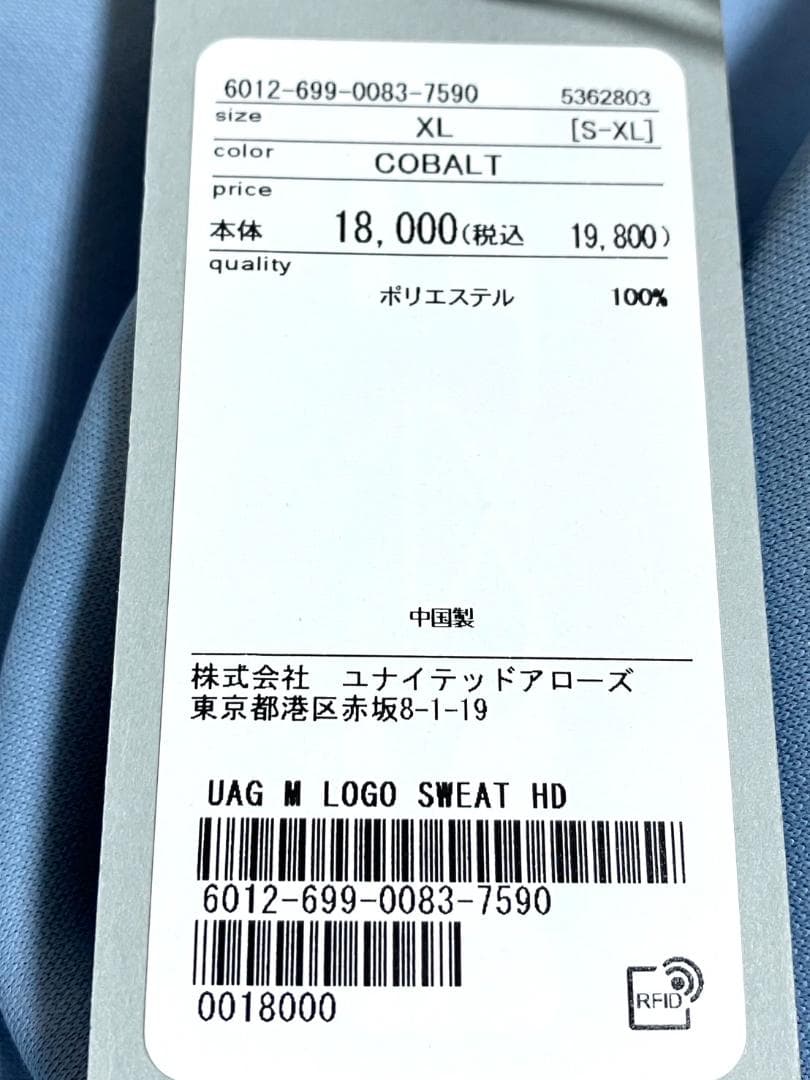 6012-699-0083-7590 5362803
size XL [S-XL]
color COBALT
price
本体 18,000(税込 19,800)
quality
ポリエステル 100%
中国製
株式会社 ユナイテッドアローズ
東京都港区赤坂8-1-19
UAG M LOGO SWEAT HD
6012-699-0083-7590
0018000
RFID